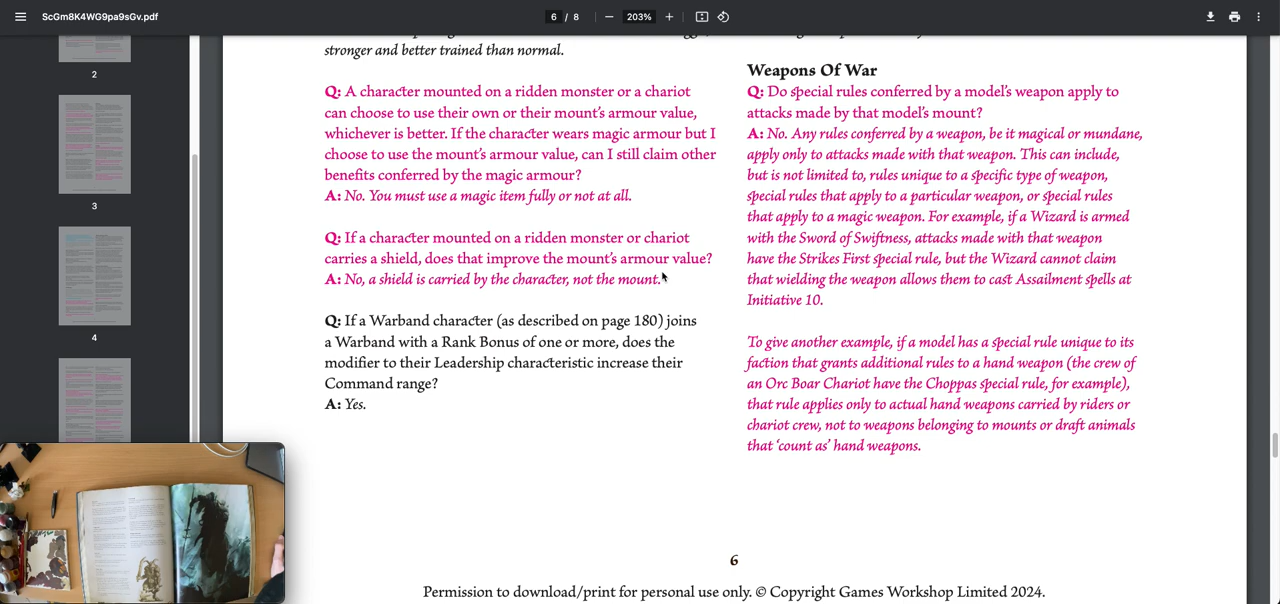 ScGm8K4WG9pa9sGv.pdf
6 / 8
203%
2
3
4
stronger and better trained than normal.
Q: A character mounted on a ridden monster or a chariot
can choose to use their own or their mount's armour value,
whichever is better. If the character wears magic armour but I
choose to use the mount's armour value, can I still claim other
benefits conferred by the magic armour?
A: No. You must use a magic item fully or not at all.
Q: If a character mounted on a ridden monster or chariot
carries a shield, does that improve the mount's armour value?
A: No, a shield is carried by the character, not the mount.
Q: If a Warband character (as described on page 180) joins
a Warband with a Rank Bonus of one or more, does the
modifier to their Leadership characteristic increase their
Command range?
A: Yes.
Weapons Of War
Q: Do special rules conferred by a model's weapon apply to
attacks made by that model's mount?
A: No. Any rules conferred by a weapon, be it magical or mundane,
apply only to attacks made with that weapon. This can include,
but is not limited to, rules unique to a specific type of weapon,
special rules that apply to a particular weapon, or special rules
that apply to a magic weapon. For example, if a Wizard is armed
with the Sword of Swiftness, attacks made with that weapon
have the Strikes First special rule, but the Wizard cannot claim
that wielding the weapon allows them to cast Assailment spells at
Initiative 10.
To give another example, if a model has a special rule unique to its
faction that grants additional rules to a hand weapon (the crew of
an Orc Boar Chariot have the Choppas special rule, for example),
that rule applies only to actual hand weapons carried by riders or
chariot crew, not to weapons belonging to mounts or draft animals
that 'count as' hand weapons.
6
Permission to download/print for personal use only. © Copyright Games Workshop Limited 2024.